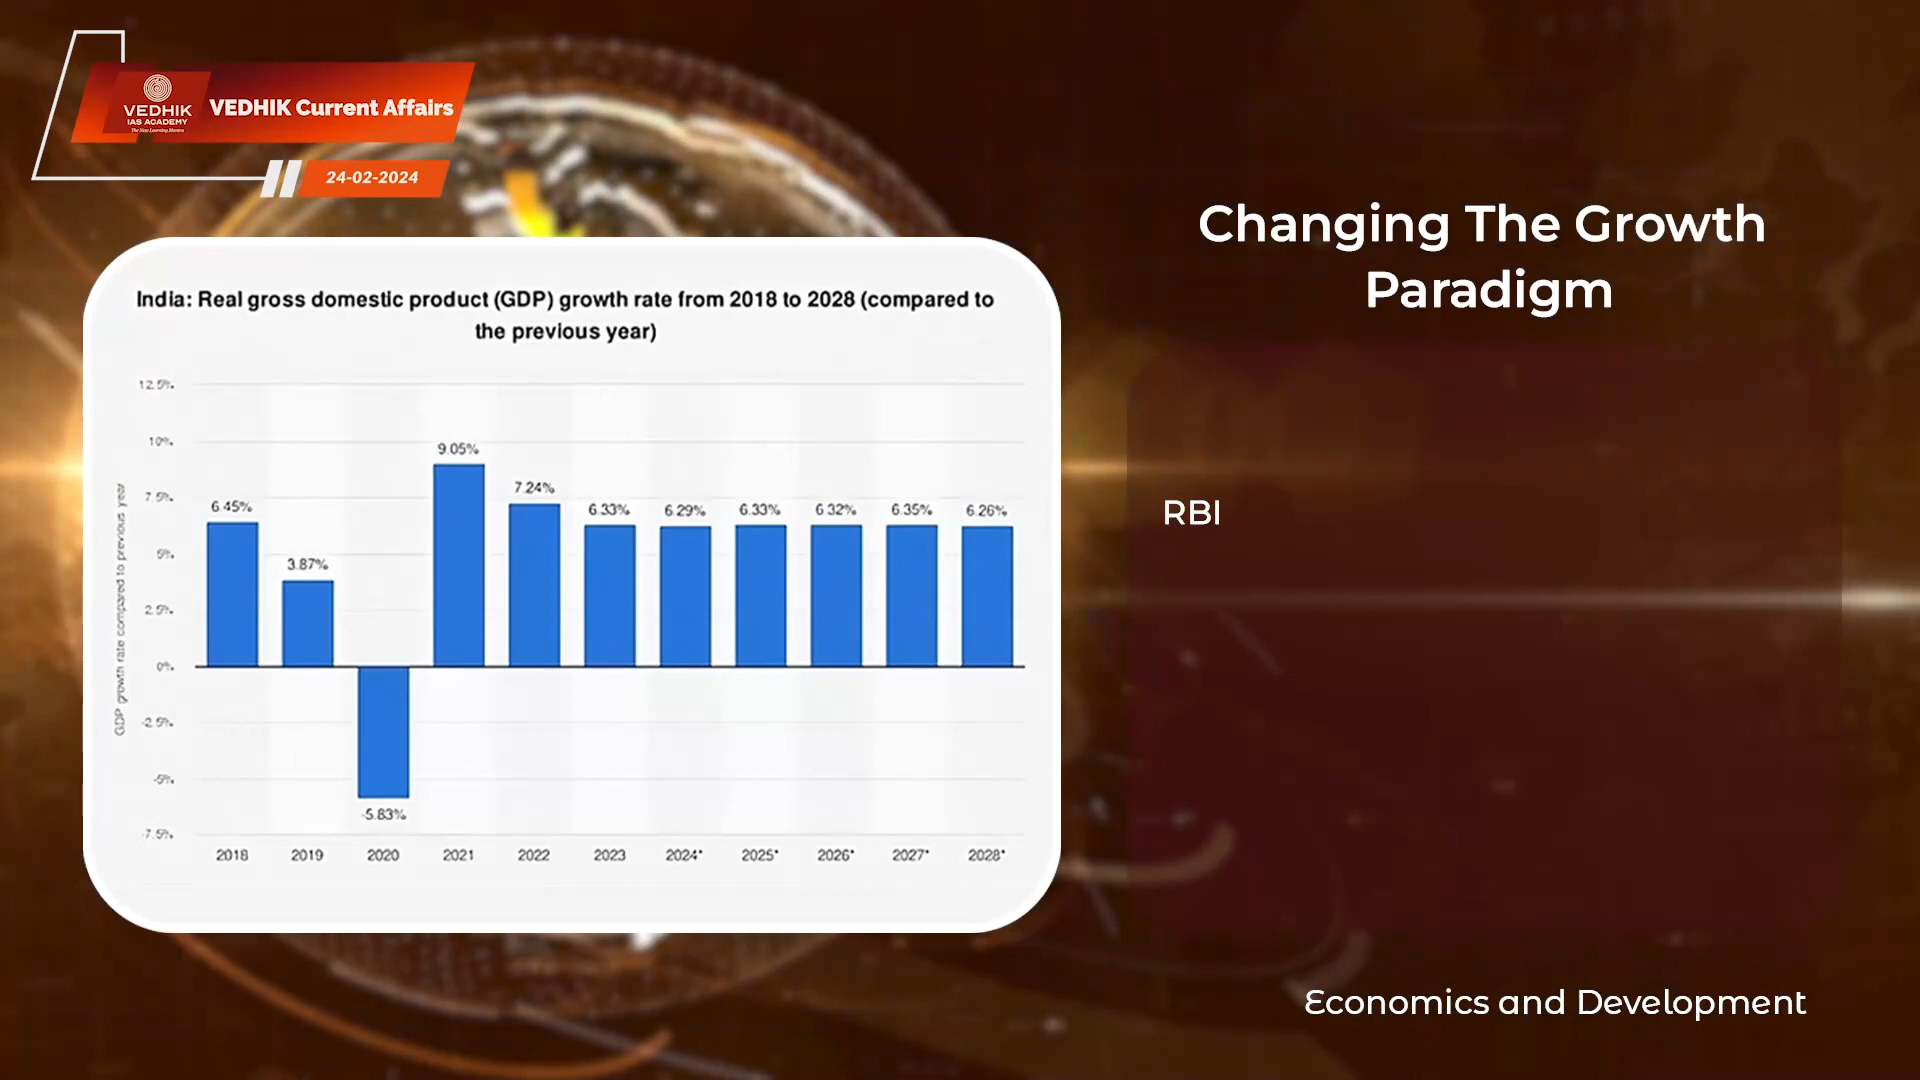 VEDHIK
IAS ACADEMY
The New Learning Mantra
VEDHIK Current Affairs
24-02-2024
Changing The Growth
Paradigm
India: Real gross domestic product (GDP) growth rate from 2018 to 2028 (compared to
the previous year)
GDP growth rate compared to previous year
12.5%
10%
7.5%
5%
2.5%
0%
-2.5%
-5%
-7.5%
6.45%
3.87%
-5.83%
9.05%
7.24%
6.33%
6.29%
6.33%
6.32%
6.35%
6.26%
2018
2019
2020
2021
2022
2023
2024*
2025*
2026*
2027*
2028*
RBI
Economics and Development